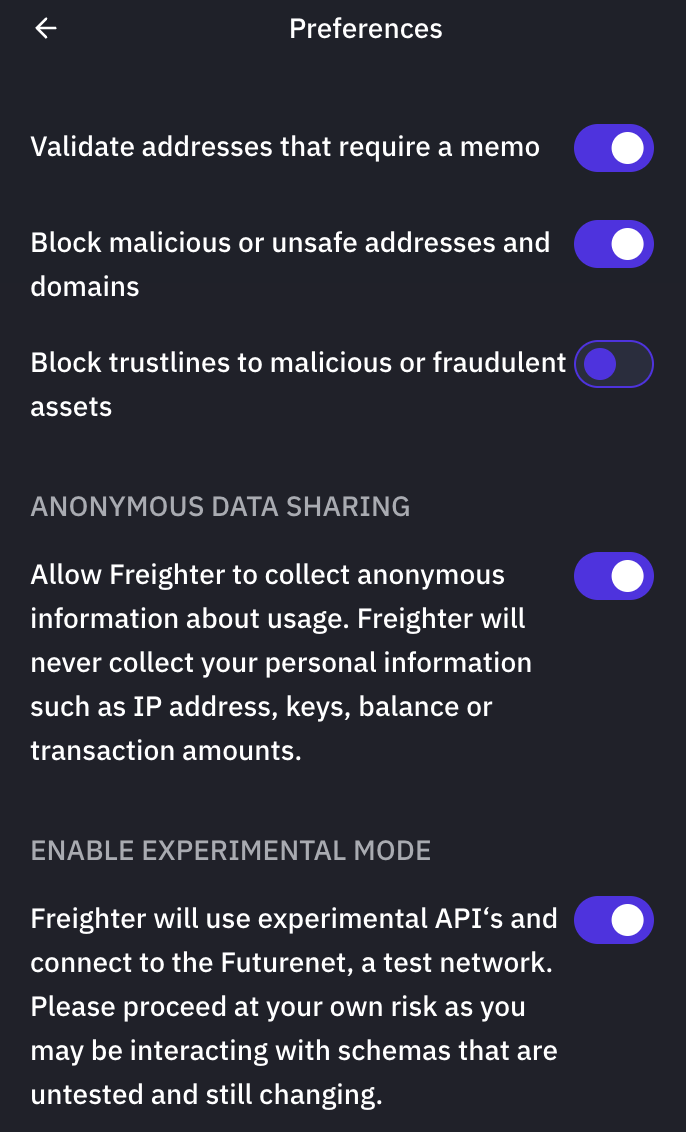 Preferences
Validate addresses that require a memo
Block malicious or unsafe addresses and
domains
Block trustlines to malicious or fraudulent
assets
ANONYMOUS DATA SHARING
Allow Freighter to collect anonymous
information about usage. Freighter will
never collect your personal information
such as IP address, keys, balance or
transaction amounts.
ENABLE EXPERIMENTAL MODE
Freighter will use experimental API‘s and
connect to the Futurenet, a test network.
Please proceed at your own risk as you
may be interacting with schemas that are
untested and still changing.